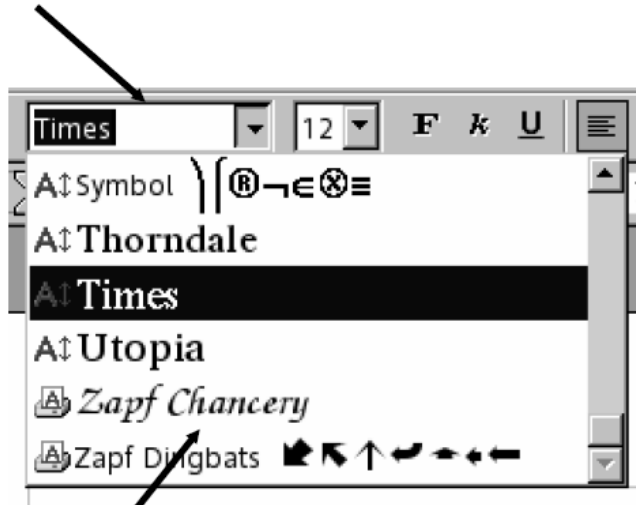 Times 12 F k U
Symbol ⎞⎧®¬∈⊗≡
Thorndale
Times
Utopia
Zapf Chancery
Zapf Dingbats